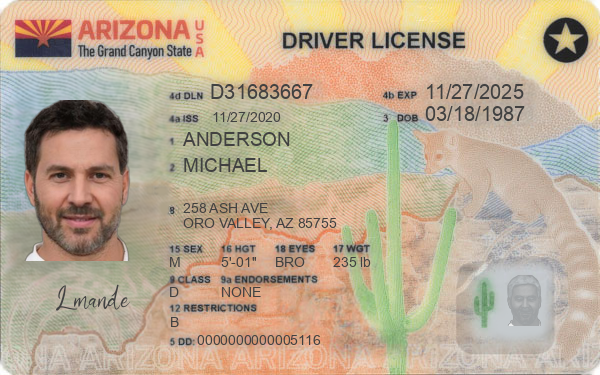 ARIZONA USA
The Grand Canyon State
DRIVER LICENSE
4d DLN D31683667 4b EXP 11/27/2025
4a ISS 11/27/2020 3 DOB 03/18/1987
1 ANDERSON
2 MICHAEL
8 258 ASH AVE
ORO VALLEY, AZ 85755
15 SEX 16 HGT 18 EYES 17 WGT
M 5'-01" BRO 235 lb
9 CLASS 9a ENDORSEMENTS
D NONE
12 RESTRICTIONS
B
Lmande
5 DD: 0000000000005116
ARIZONA ARIZONA ARIZONA ARIZONA